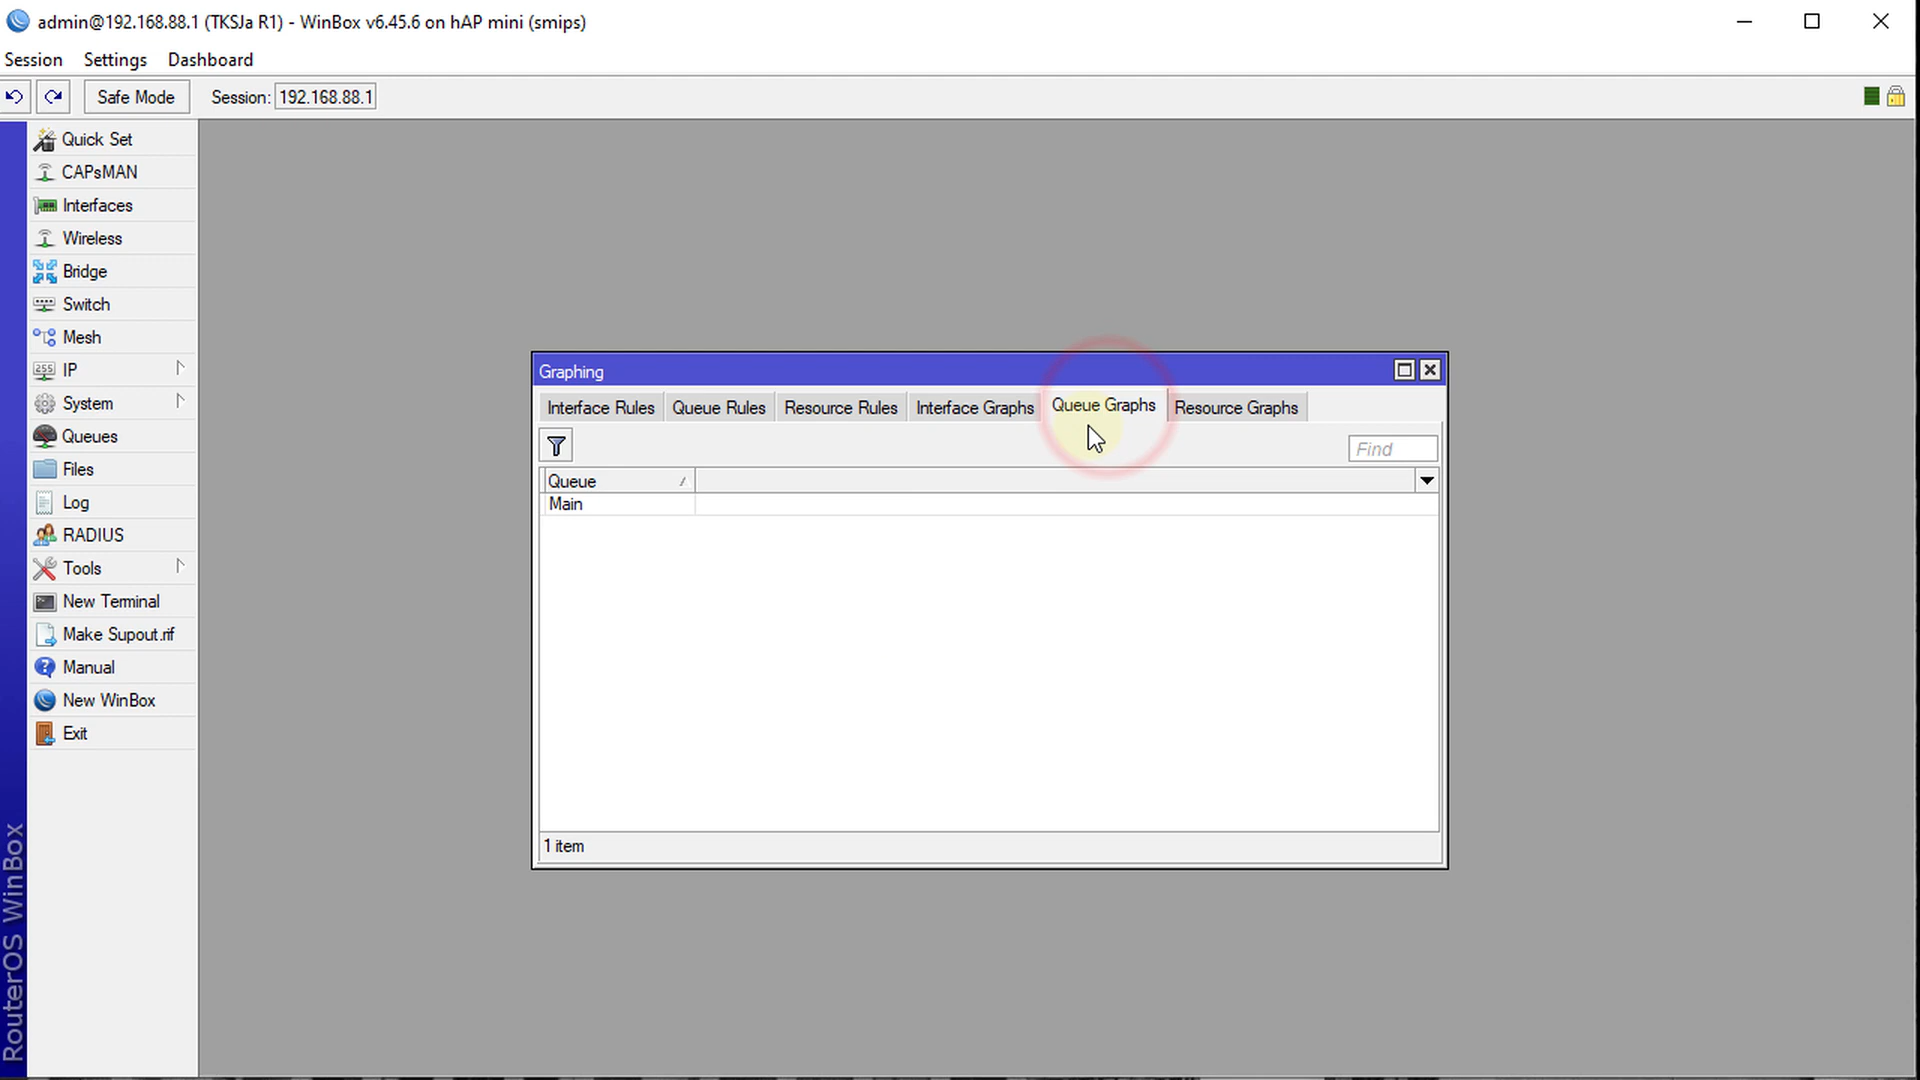 admin@192.168.88.1 (TKSJa R1) - WinBox v6.45.6 on hAP mini (smips)
Session Settings Dashboard
Safe Mode Session: 192.168.88.1
Quick Set
CAPsMAN
Interfaces
Wireless
Bridge
Switch
Mesh
255 IP
System
Queues
Files
Log
RADIUS
Tools
New Terminal
Make Supout.rif
Manual
New WinBox
Exit
RouterOS WinBox
Graphing
Interface Rules Queue Rules Resource Rules Interface Graphs Queue Graphs Resource Graphs
Find
Queue
Main
1 item